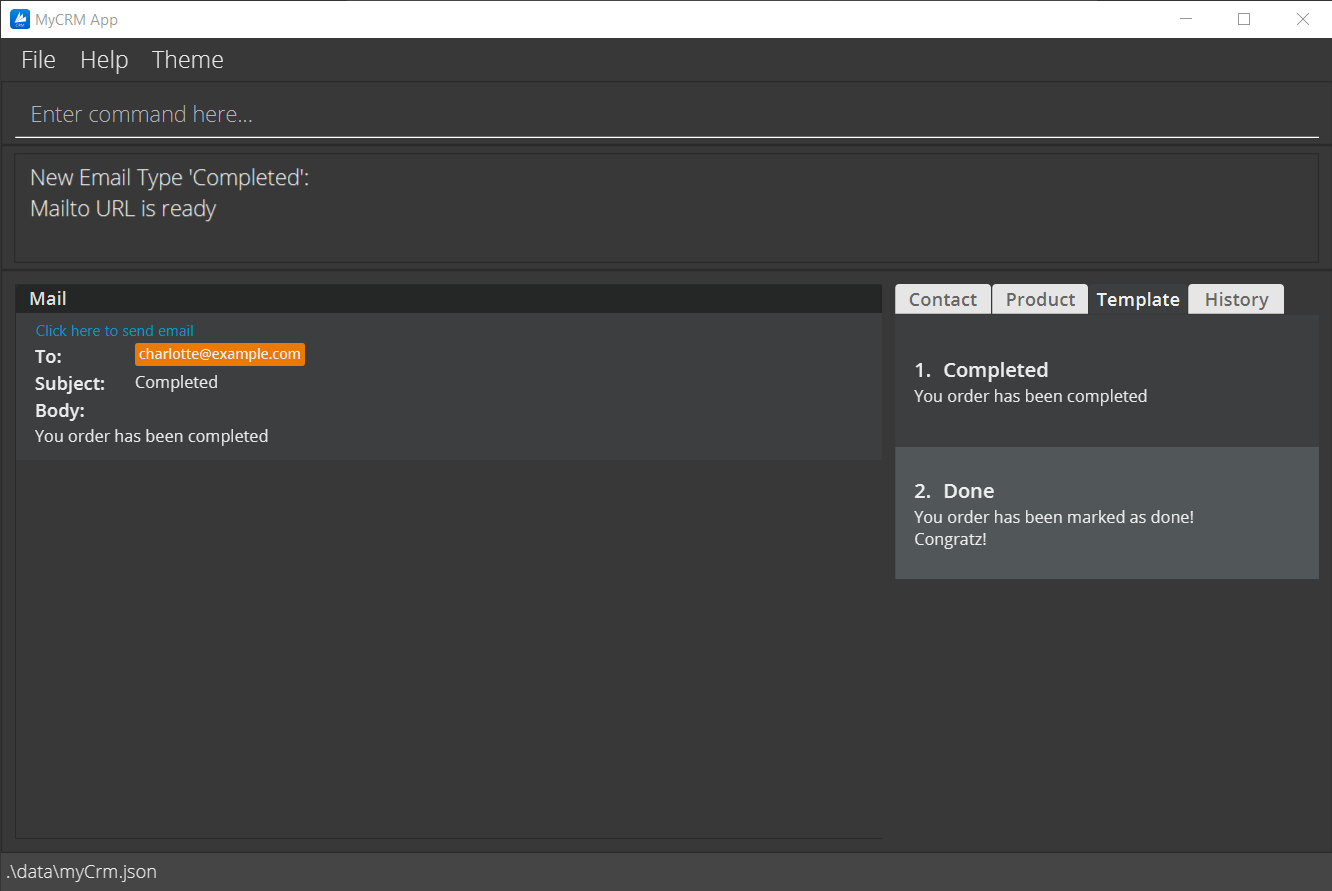 MyCRM App
File Help Theme
Enter command here...
New Email Type 'Completed':
Mailto URL is ready
Mail
Click here to send email
To: charlotte@example.com
Subject: Completed
Body:
You order has been completed
Contact Product Template History
1. Completed
You order has been completed
2. Done
You order has been marked as done!
Congratz!
.\data\myCrm.json